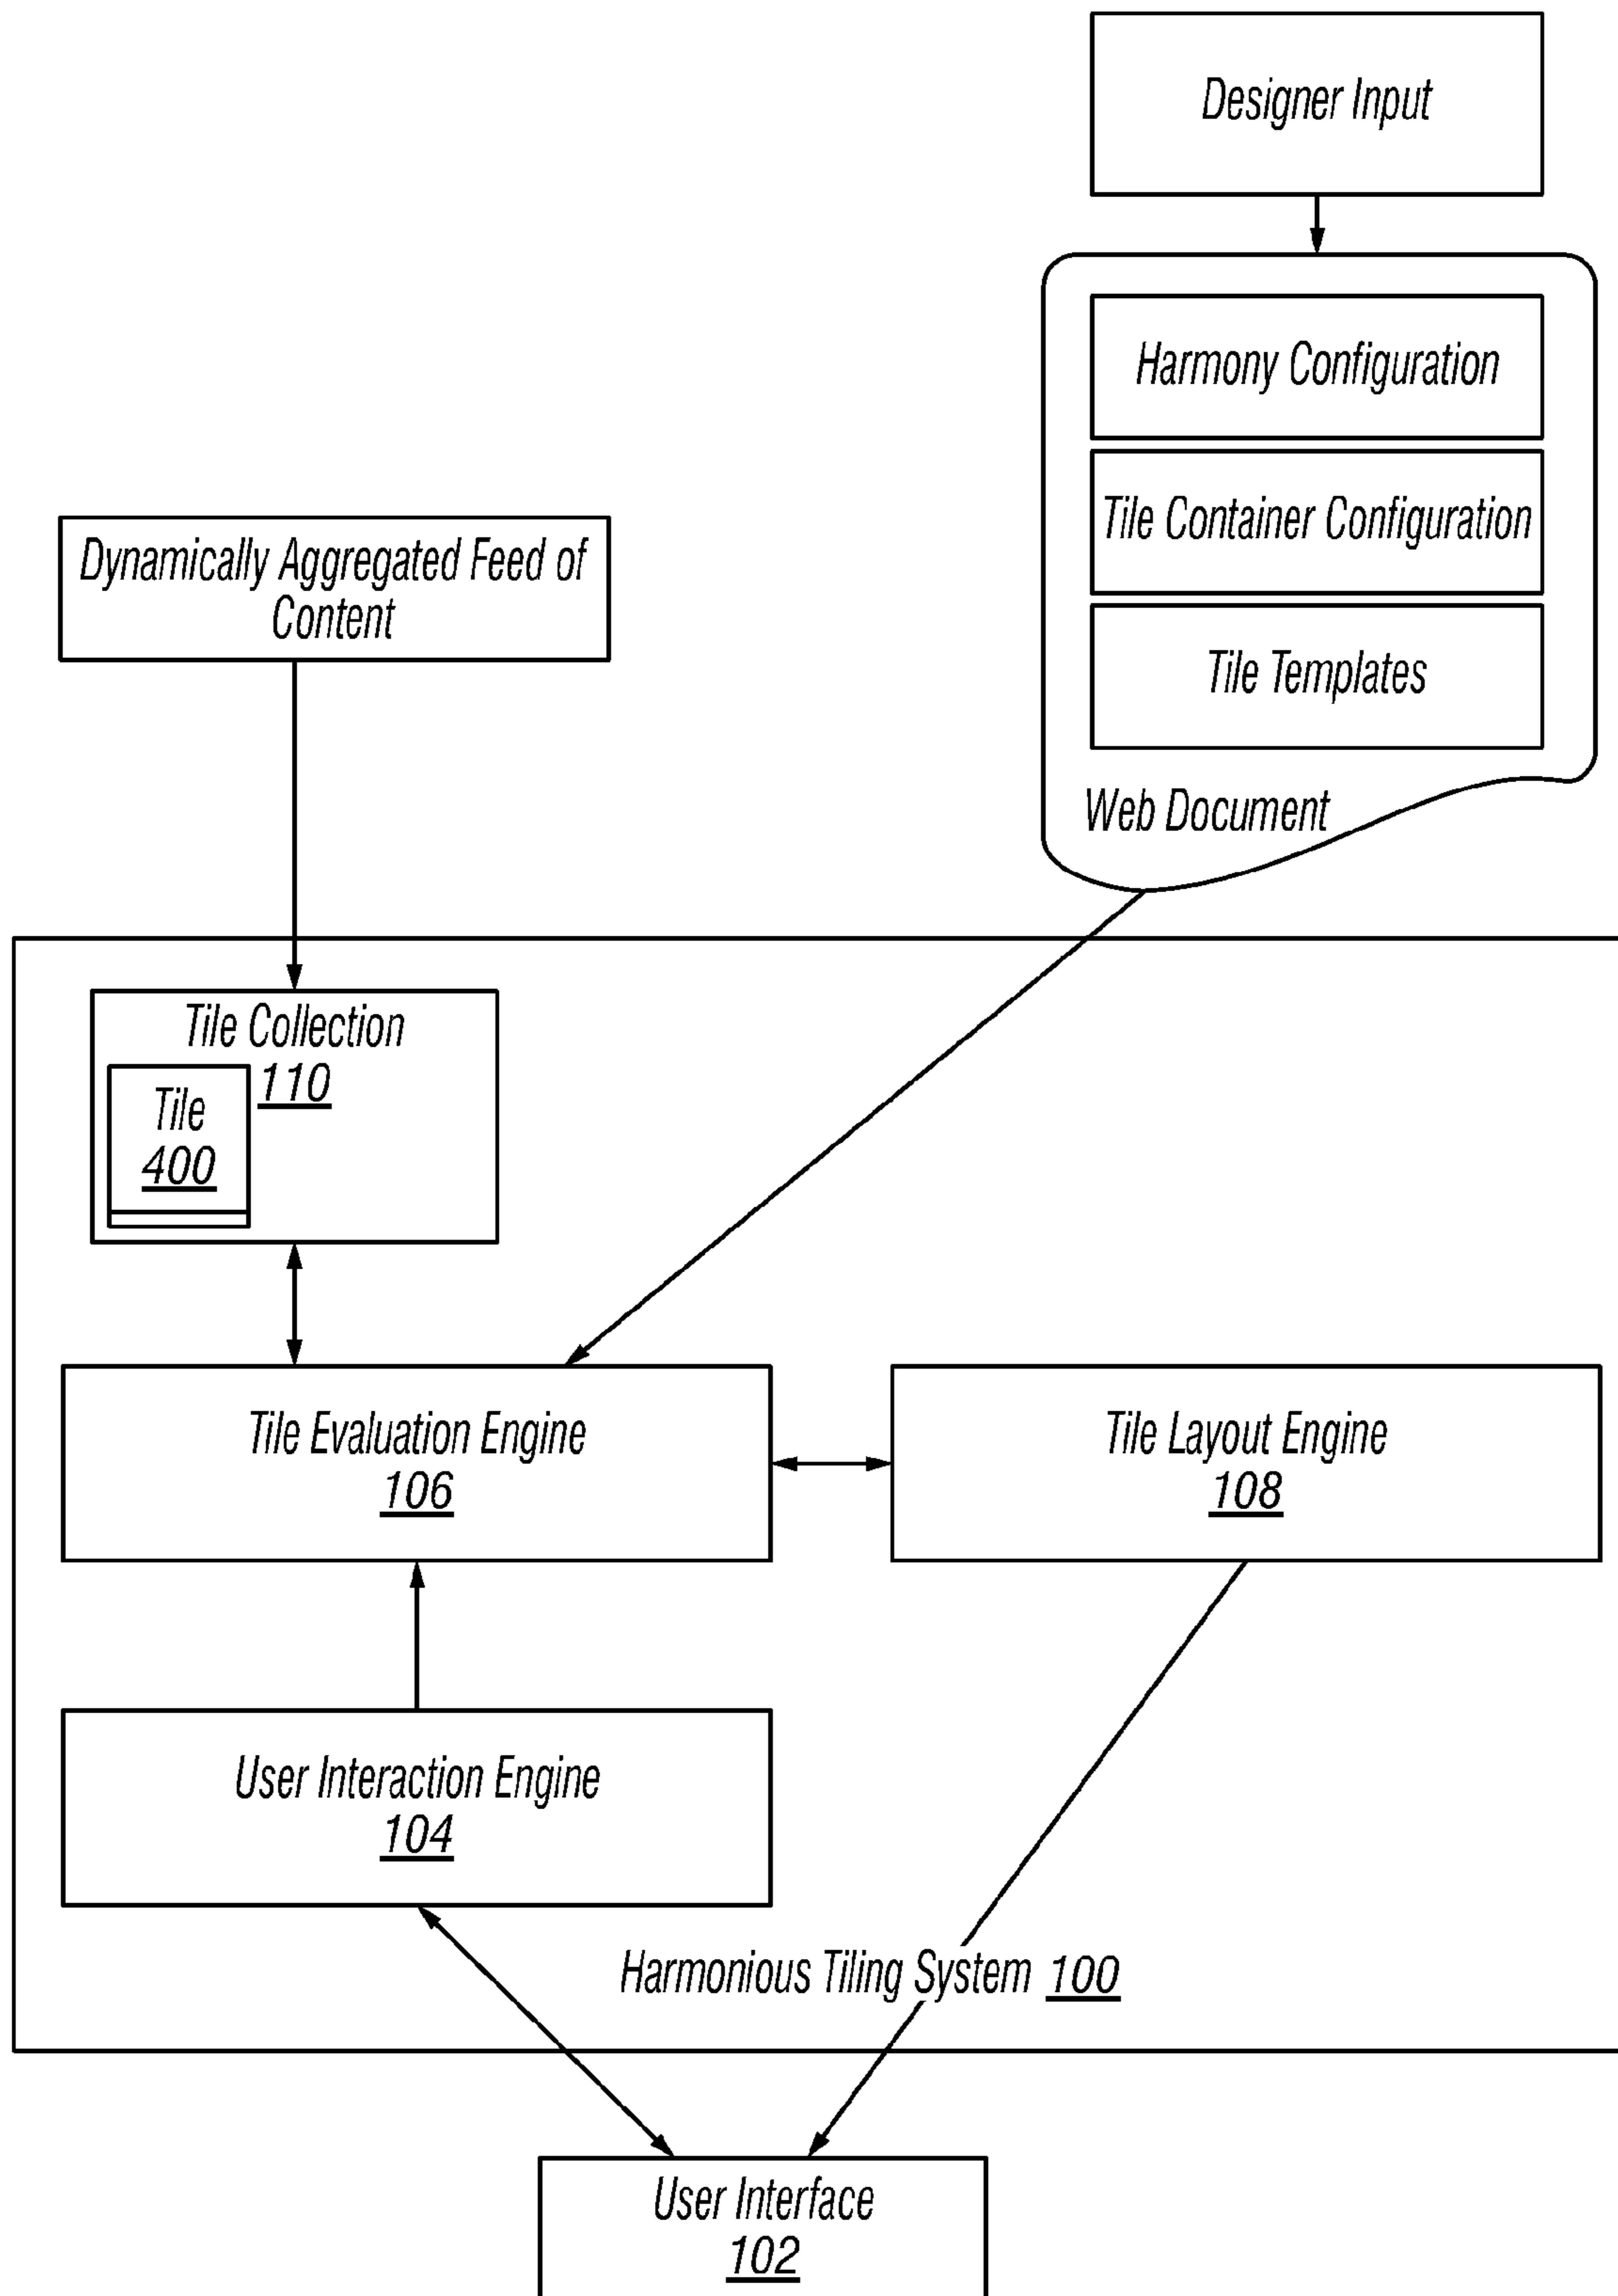 Designer Input
Harmony Configuration
Tile Container Configuration
Tile Templates
Web Document
Dynamically Aggregated Feed of
Content
Tile Collection
110
Tile
400
Tile Evaluation Engine
106
Tile Layout Engine
108
User Interaction Engine
104
Harmonious Tiling System 100
User Interface
102